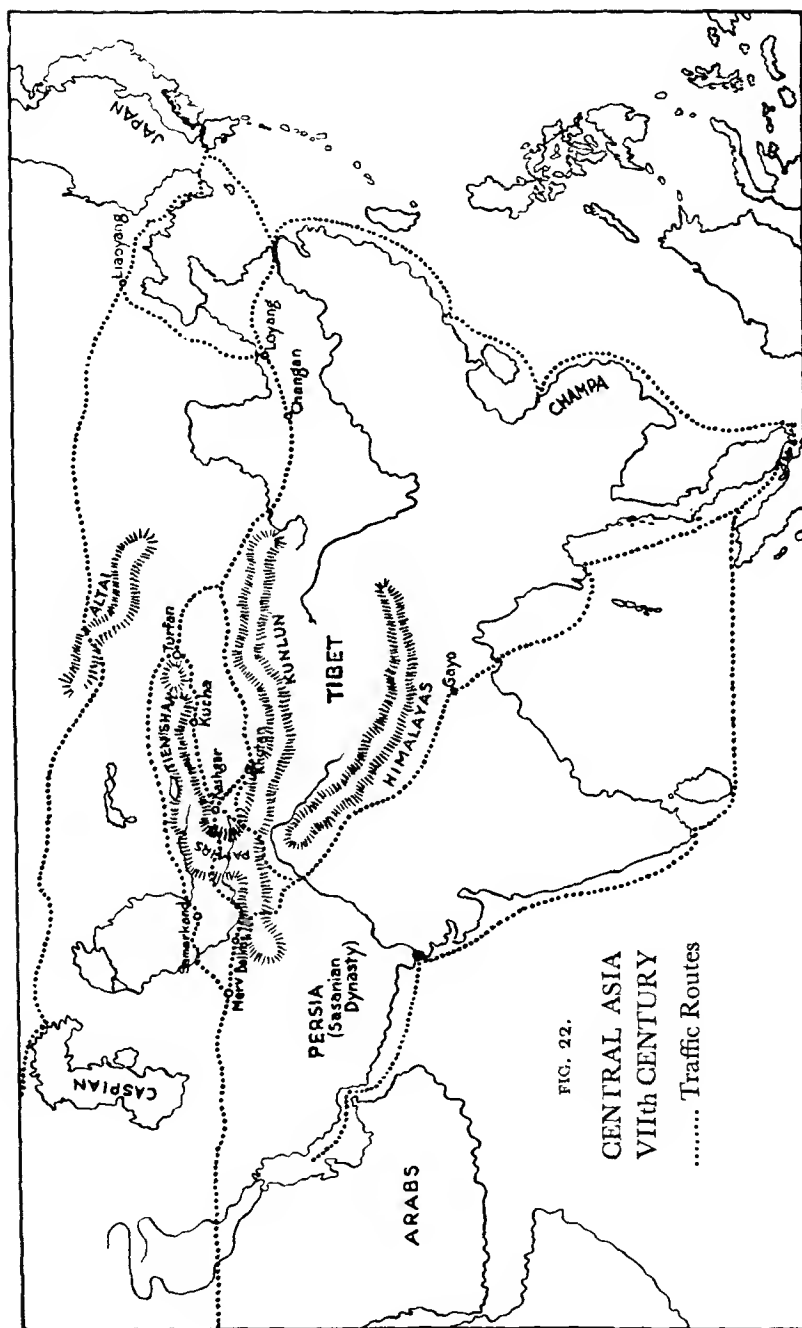 CASPIAN
ALTAI
Liaoyang
JAPAN
Samarkand
TIENSHAN
Turfan
Kucha
Kashgar
PAMIRS
Khotan
KUNLUN
Merv
Balkh
Loyang
Changan
TIBET
HIMALAYAS
Gayo
PERSIA
(Sasanian
Dynasty)
ARABS
CHAMPA
FIG. 22.
CENTRAL ASIA
VIIth CENTURY
...... Traffic Routes